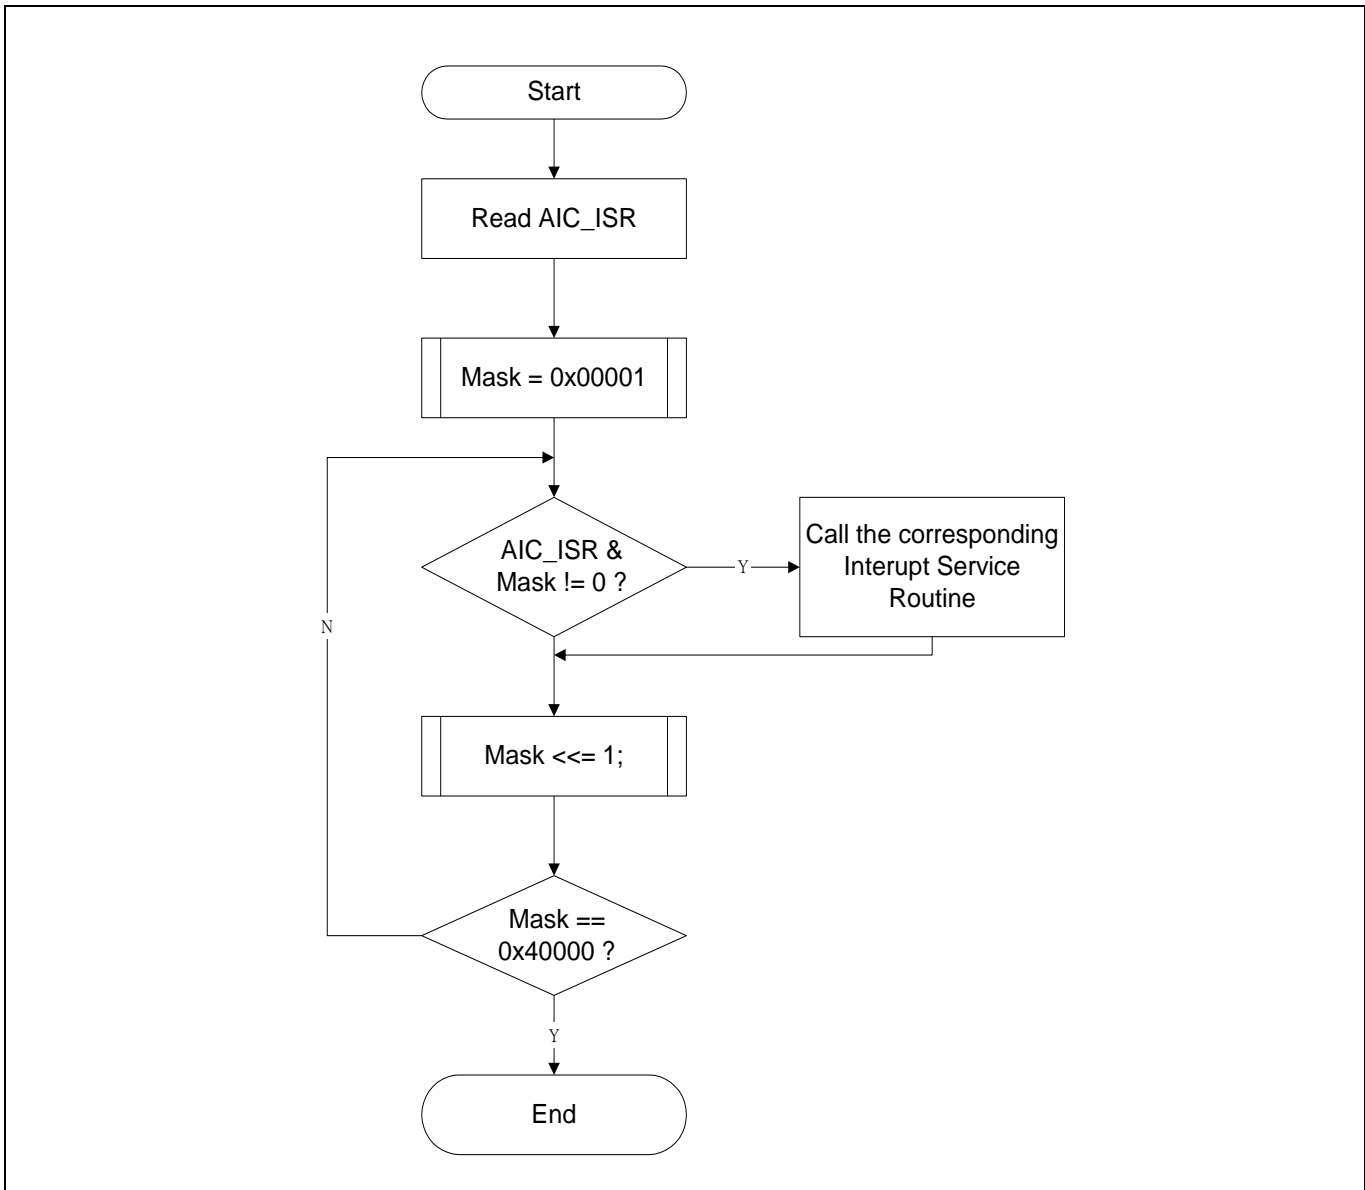 Start
Read AIC_ISR
Mask = 0x00001
AIC_ISR &
Mask != 0 ?
Y
Call the corresponding
Interupt Service
Routine
N
Mask <<= 1;
Mask ==
0x40000 ?
Y
End